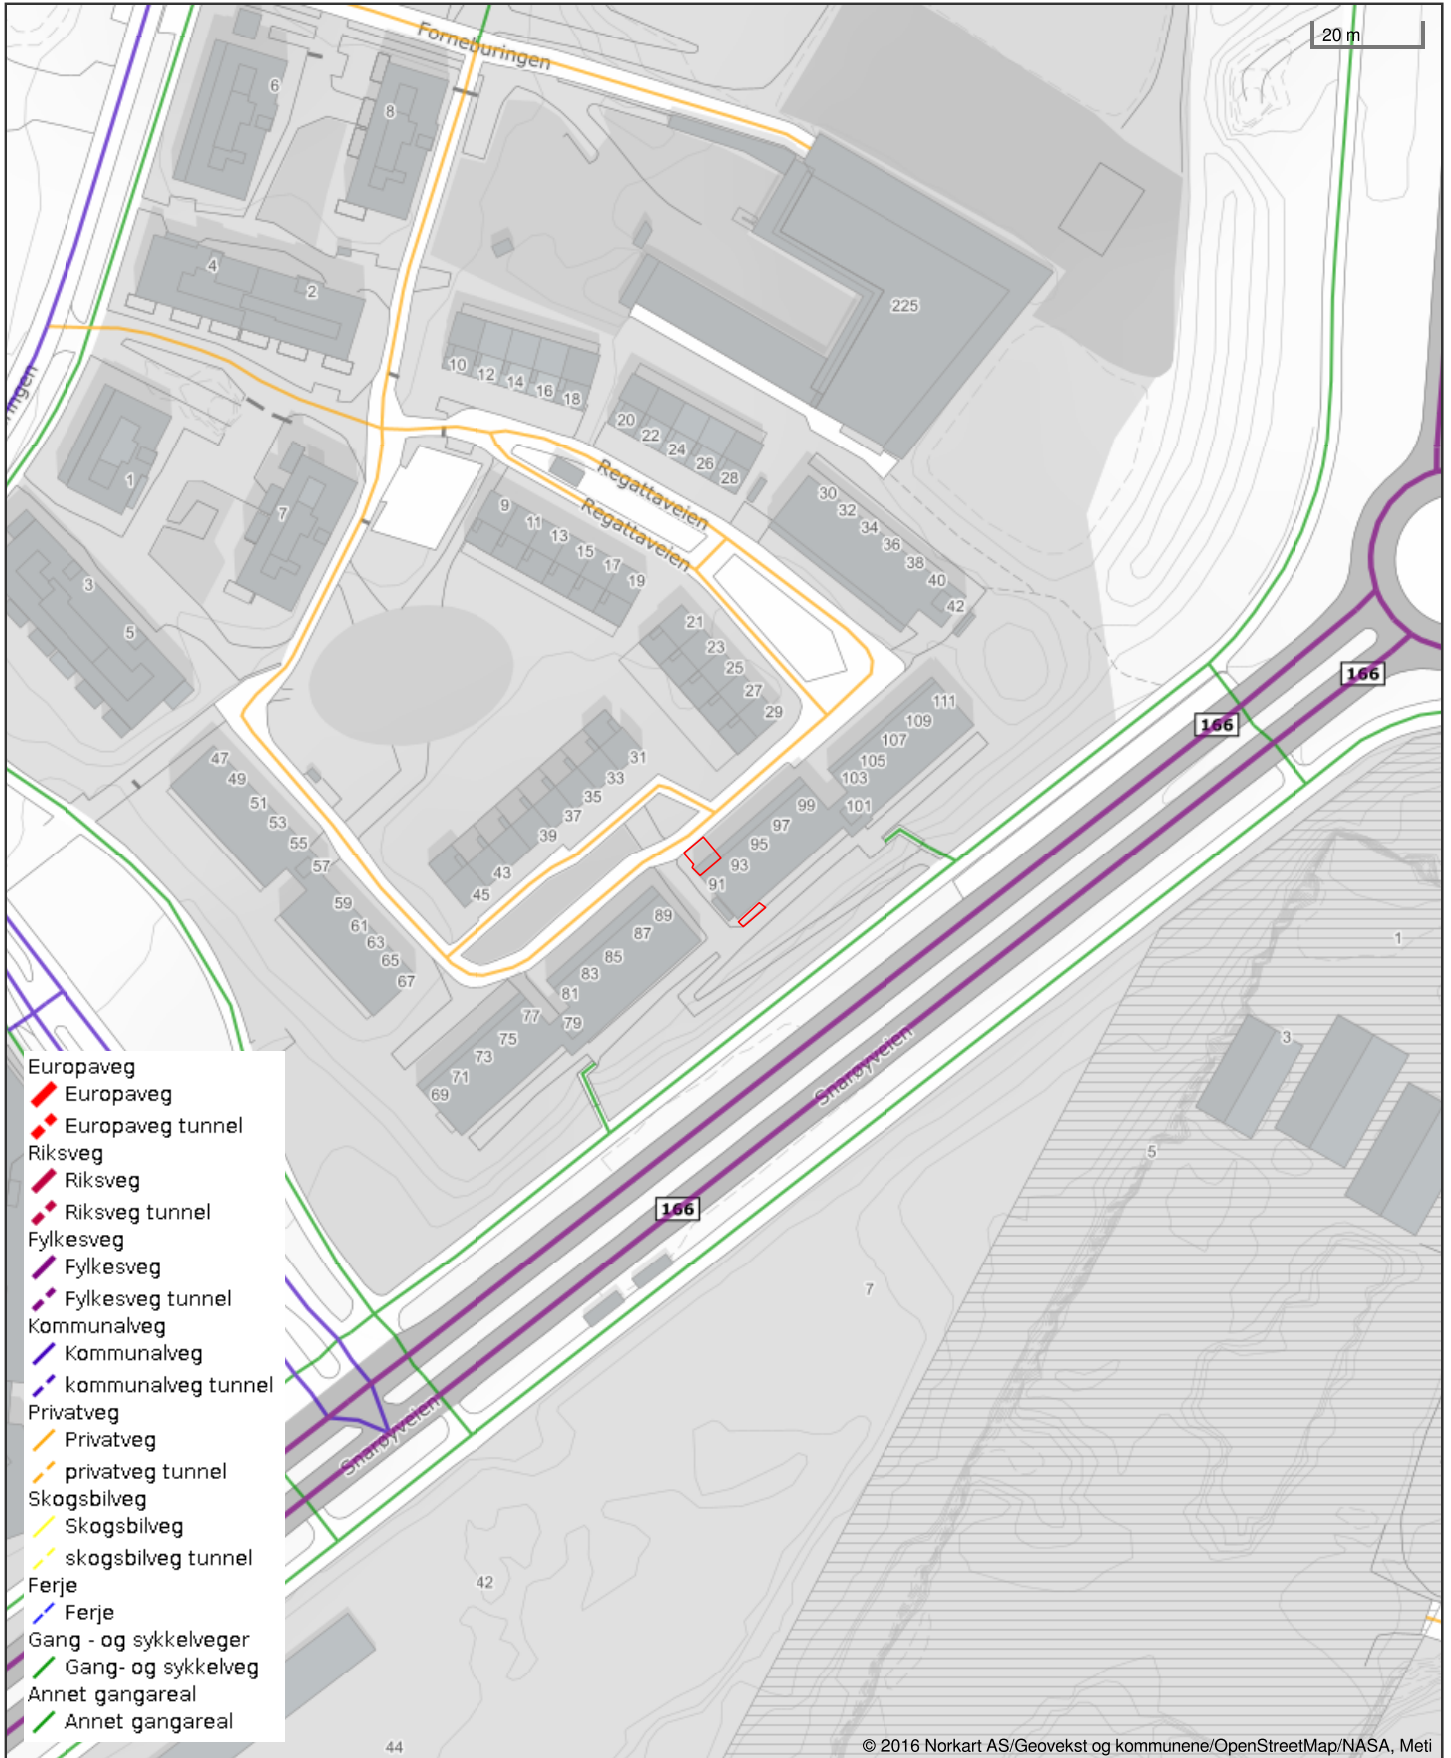 20 m
Forneburingen
6
8
4
2
225
10
12
14
16
18
20
22
24
26
28
ringen
1
Regattaveien
Regattaveien
30
32
34
36
38
40
42
9
11
13
15
17
19
7
3
5
21
23
25
27
29
166
166
111
109
107
105
103
101
47
49
51
53
55
57
59
61
63
65
67
31
33
35
37
39
43
45
99
97
95
93
91
89
87
85
83
81
79
77
75
73
71
69
1
3
5
7
Snarøyveien
166
Snarøyveien
42
44
Europaveg
Europaveg
Europaveg tunnel
Riksveg
Riksveg
Riksveg tunnel
Fylkesveg
Fylkesveg
Fylkesveg tunnel
Kommunalveg
Kommunalveg
kommunalveg tunnel
Privatveg
Privatveg
privatveg tunnel
Skogsbilveg
Skogsbilveg
skogsbilveg tunnel
Ferje
Ferje
Gang - og sykkelveger
Gang- og sykkelveg
Annet gangareal
Annet gangareal
© 2016 Norkart AS/Geovekst og kommunene/OpenStreetMap/NASA, Meti